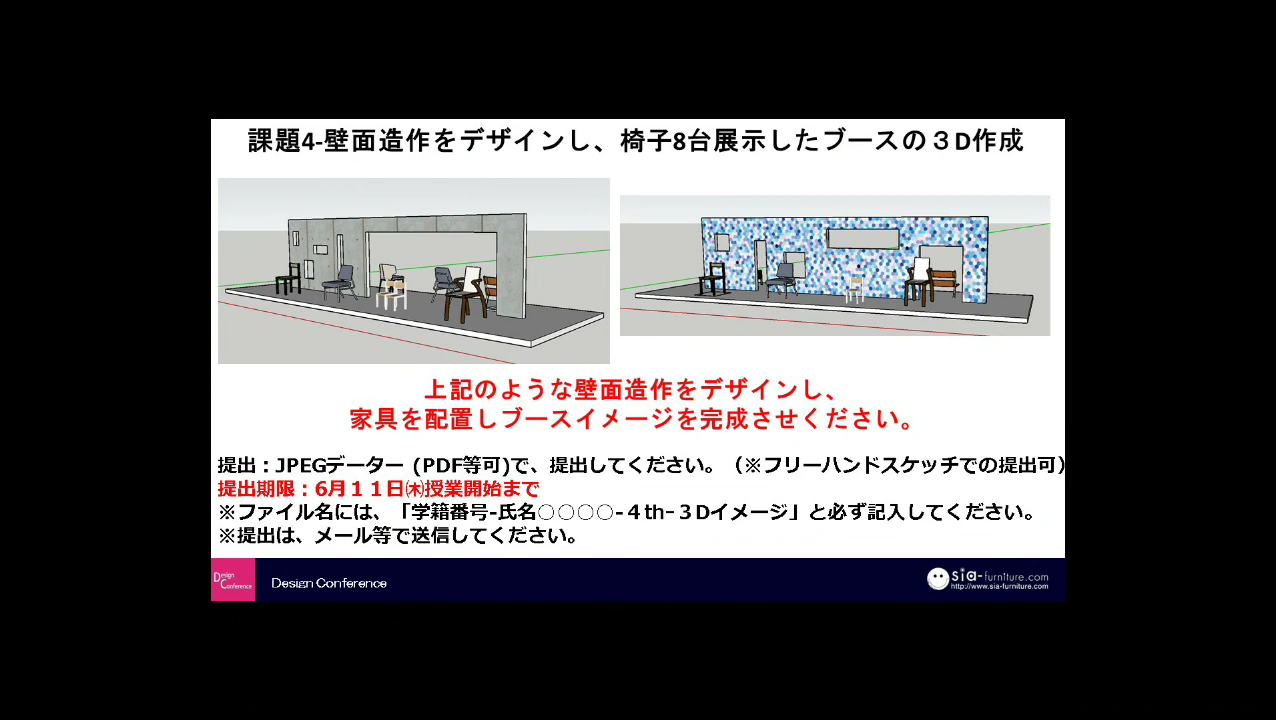 課題4-壁面造作をデザインし、椅子8台展示したブースの３D作成
上記のような壁面造作をデザインし、
家具を配置しブースイメージを完成させください。
提出：JPEGデーター (PDF等可)で、提出してください。（※フリーハンドスケッチでの提出可）
提出期限：6月１１日㈭授業開始まで
※ファイル名には、「学籍番号-氏名○○○○-４th-３Dイメージ」と必ず記入してください。
※提出は、メール等で送信してください。
Design
Conference
Design Conference
sia-furniture.com
http://www.sia-furniture.com